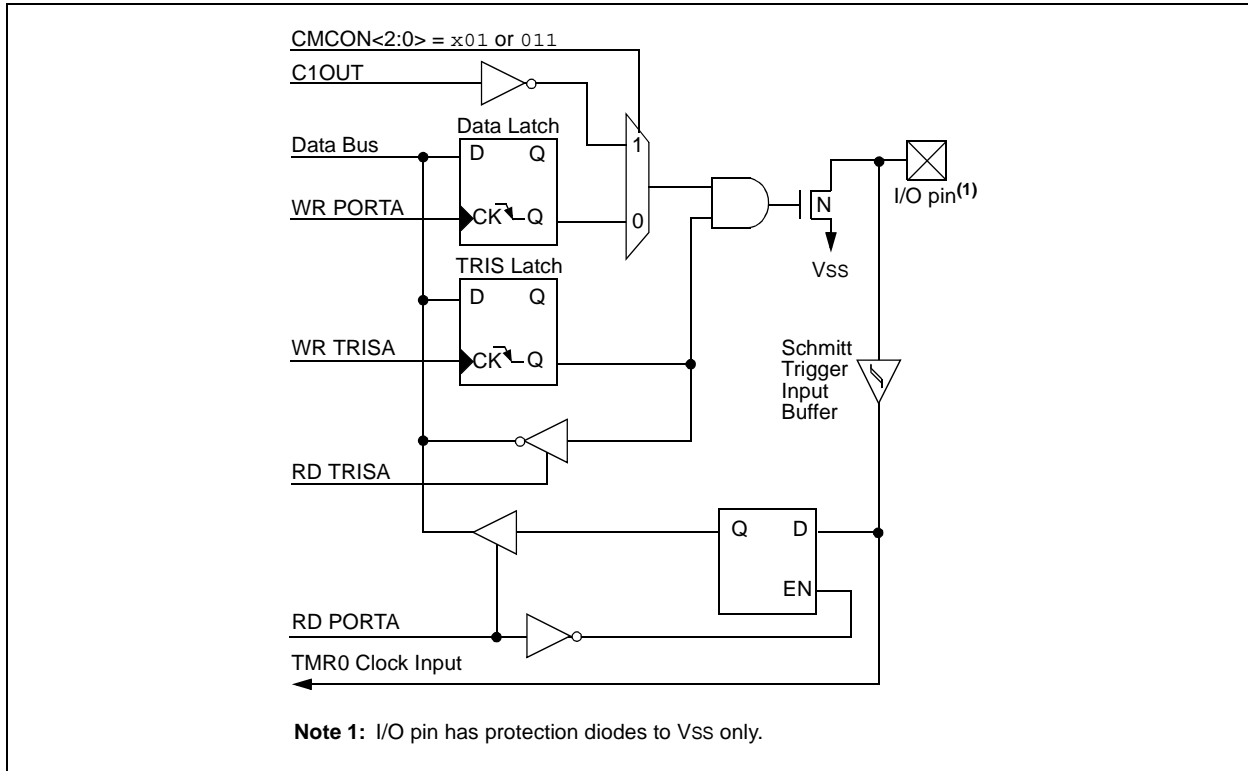 CMCON<2:0> = x01 or 011
C1OUT
Data Latch
Data Bus
D Q
1
I/O pin(1)
WR PORTA
CK Q
0
N
VSS
TRIS Latch
D Q
WR TRISA
CK Q
Schmitt
Trigger
Input
Buffer
RD TRISA
Q D
EN
RD PORTA
TMR0 Clock Input
Note 1: I/O pin has protection diodes to VSS only.